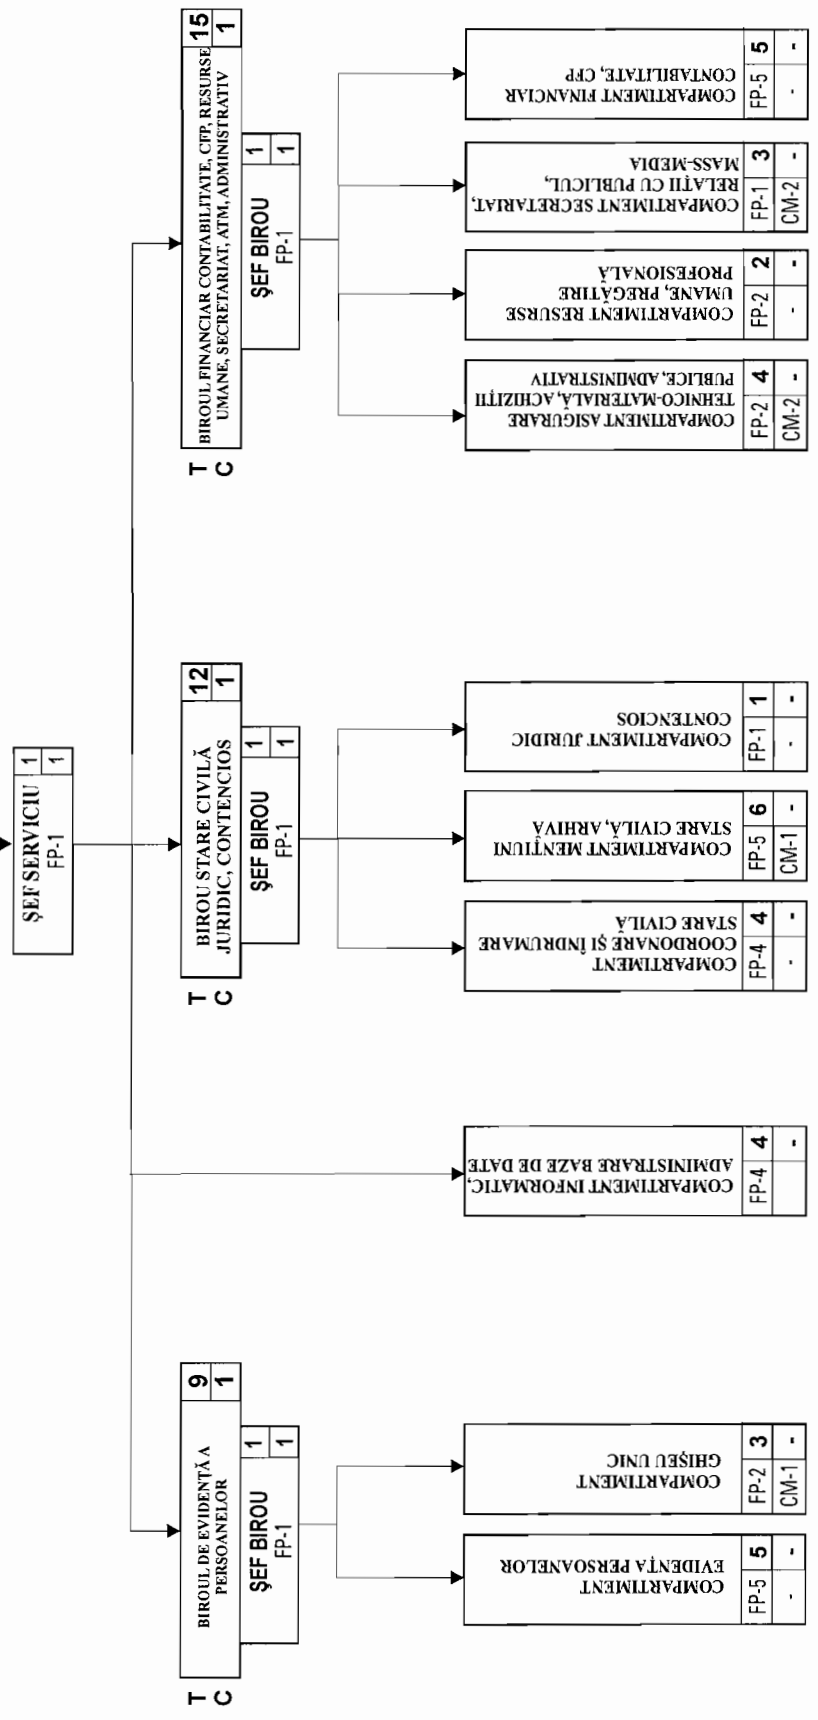 ŞEF SERVICIU 1
FP-1 1
T BIROUL DE EVIDENŢĂ A 9
C PERSOANELOR 1
ŞEF BIROU 1
FP-1 1
COMPARTIMENT
EVIDENŢA PERSOANELOR
FP-5 5
- -
COMPARTIMENT
GHIŞEU UNIC
FP-2 3
CM-1 -
COMPARTIMENT INFORMATIC,
ADMINISTRARE BAZE DE DATE
FP-4 4
-
T BIROU STARE CIVILĂ 12
C JURIDIC, CONTENCIOS 1
ŞEF BIROU 1
FP-1 1
COMPARTIMENT
COORDONARE ŞI ÎNDRUMARE
STARE CIVILĂ
FP-4 4
- -
COMPARTIMENT MENŢIUNI
STARE CIVILĂ, ARHIVA
FP-5 6
CM-1 -
COMPARTIMENT JURIDIC
CONTENCIOS
FP-1 1
- -
T BIROUL FINANCIAR CONTABILITATE, CFP, RESURSE 15
C UMANE, SECRETARIAT, ATM, ADMINISTRATIV 1
ŞEF BIROU 1
FP-1 1
COMPARTIMENT ASIGURARE
TEHNICO-MATERIALĂ, ACHIZIŢII
PUBLICE, ADMINISTRATIV
FP-2 4
CM-2 -
COMPARTIMENT RESURSE
UMANE, PREGĂTIRE
PROFESIONALĂ
FP-2 2
- -
COMPARTIMENT SECRETARIAT,
RELAŢII CU PUBLICUL,
MASS-MEDIA
FP-1 3
CM-2 -
COMPARTIMENT FINANCIAR
CONTABILITATE, CFP
FP-5 5
- -